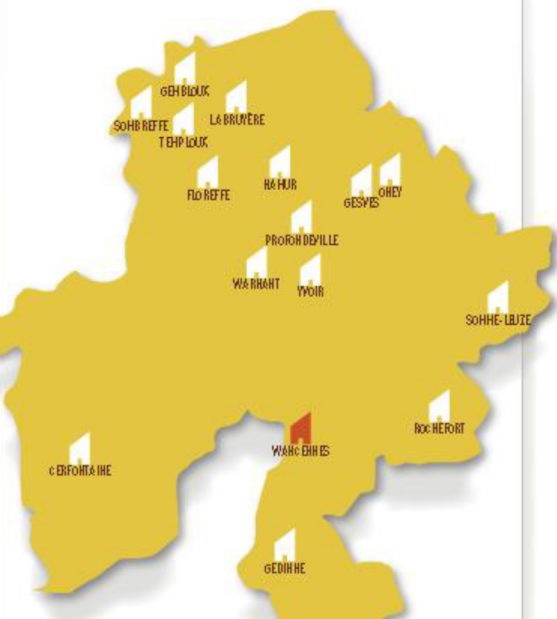 GEMBLOUX
SOMBREFFE
LA BRUYÈRE
TEMPLOUX
NAMUR
FLOREFFE
OHEY
GESVES
PROFONDEVILLE
WARNANT
YVOIR
SOMME-LEUZE
ROCHEFORT
WANCENNES
CERFONTAINE
GEDINNE